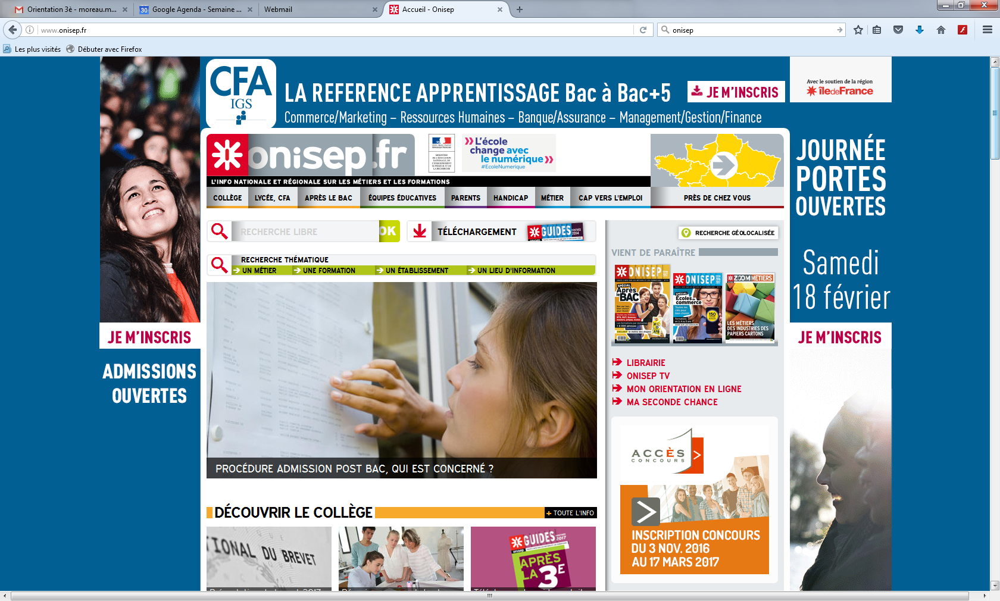 Orientation 3è - moreau.m...
Google Agenda - Semaine ...
Webmail
Accueil - Onisep
www.onisep.fr
onisep
Les plus visités
Débuter avec Firefox
CFA
IGS
LA REFERENCE APPRENTISSAGE Bac à Bac+5
JE M'INSCRIS
Commerce/Marketing – Ressources Humaines – Banque/Assurance – Management/Gestion/Finance
Avec le soutien de la région
îledeFrance
onisep.fr
L'école
change avec
le numérique
#EcoleNumerique
L'INFO NATIONALE ET RÉGIONALE SUR LES MÉTIERS ET LES FORMATIONS
COLLÈGE
LYCÉE, CFA
APRÈS LE BAC
ÉQUIPES ÉDUCATIVES
PARENTS
HANDICAP
MÉTIER
CAP VERS L'EMPLOI
PRÈS DE CHEZ VOUS
JOURNÉE
PORTES
OUVERTES
Samedi
18 février
JE M'INSCRIS
RECHERCHE LIBRE
OK
TÉLÉCHARGEMENT
GUIDES
RECHERCHE GÉOLOCALISÉE
RECHERCHE THÉMATIQUE
UN MÉTIER
UNE FORMATION
UN ÉTABLISSEMENT
UN LIEU D'INFORMATION
VIENT DE PARAÎTRE
ONISEP
SPÉCIAL
Après
le BAC
ONISEP
SPÉCIAL
Écoles de
commerce
150
ZOOM MÉTIERS
LES MÉTIERS
DES INDUSTRIES DES
PAPIERS CARTONS
LIBRAIRIE
ONISEP TV
MON ORIENTATION EN LIGNE
MA SECONDE CHANCE
JE M'INSCRIS
ADMISSIONS
OUVERTES
PROCÉDURE ADMISSION POST BAC, QUI EST CONCERNÉ ?
ACCÈS
CONCOURS
INSCRIPTION CONCOURS
DU 3 NOV. 2016
AU 17 MARS 2017
DÉCOUVRIR LE COLLÈGE
+ TOUTE L'INFO
TIONAL DU BREVET
GUIDES
onisep
APRÈS
LA 3E